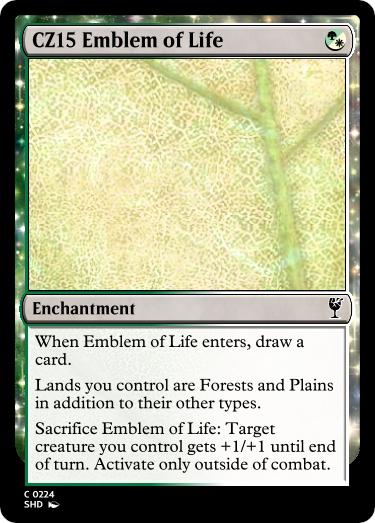 CZ15 Emblem of Life
Enchantment
When Emblem of Life enters, draw a
card.
Lands you control are Forests and Plains
in addition to their other types.
Sacrifice Emblem of Life: Target
creature you control gets +1/+1 until end
of turn. Activate only outside of combat.
C 0224
SHD